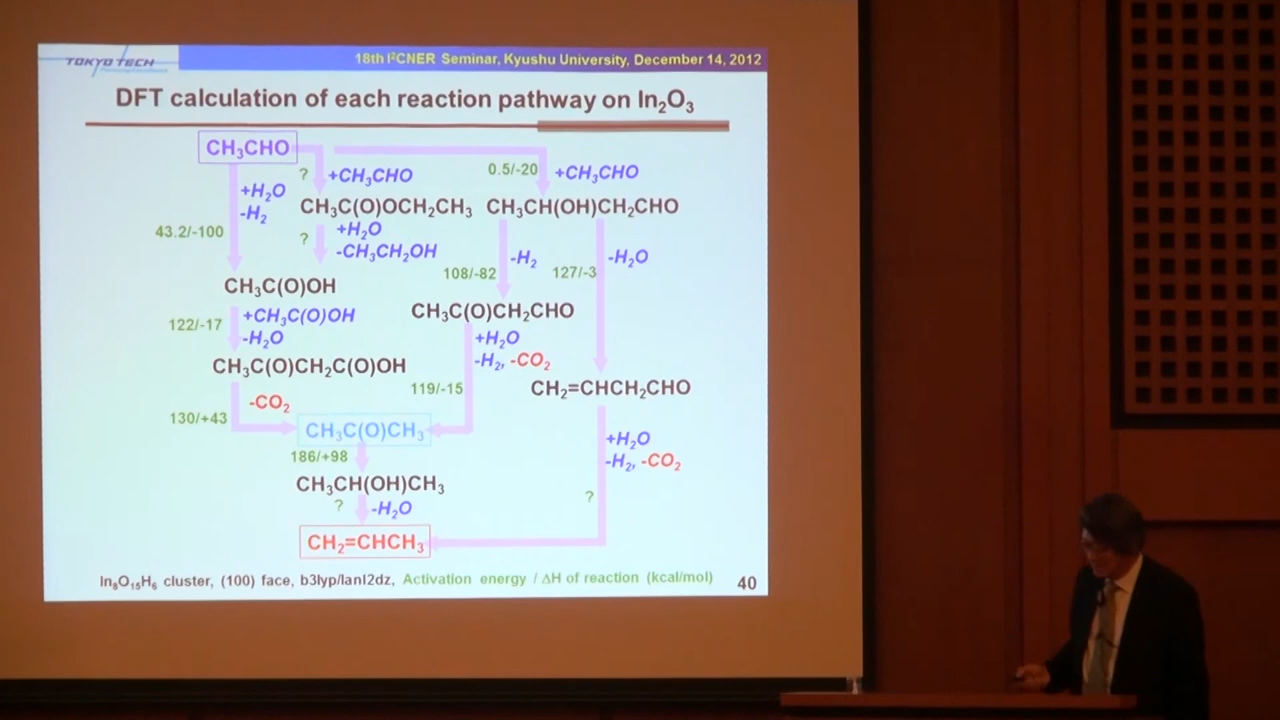 TOKYO TECH
18th I²CNER Seminar, Kyushu University, December 14, 2012
DFT calculation of each reaction pathway on In₂O₃
CH₃CHO
? +CH₃CHO
0.5/-20 +CH₃CHO
+H₂O
-H₂
43.2/-100
CH₃C(O)OCH₂CH₃ CH₃CH(OH)CH₂CHO
? +H₂O
-CH₃CH₂OH
108/-82 -H₂
127/-3 -H₂O
CH₃C(O)OH
122/-17 +CH₃C(O)OH
-H₂O
CH₃C(O)CH₂CHO
+H₂O
-H₂, -CO₂
119/-15
CH₃C(O)CH₂C(O)OH
CH₂=CHCH₂CHO
-CO₂
130/+43
CH₃C(O)CH₃
186/+98
+H₂O
-H₂, -CO₂
?
CH₃CH(OH)CH₃
? -H₂O
CH₂=CHCH₃
In₈O₁₅H₆ cluster, (100) face, b3lyp/lanl2dz, Activation energy / ΔH of reaction (kcal/mol) 40